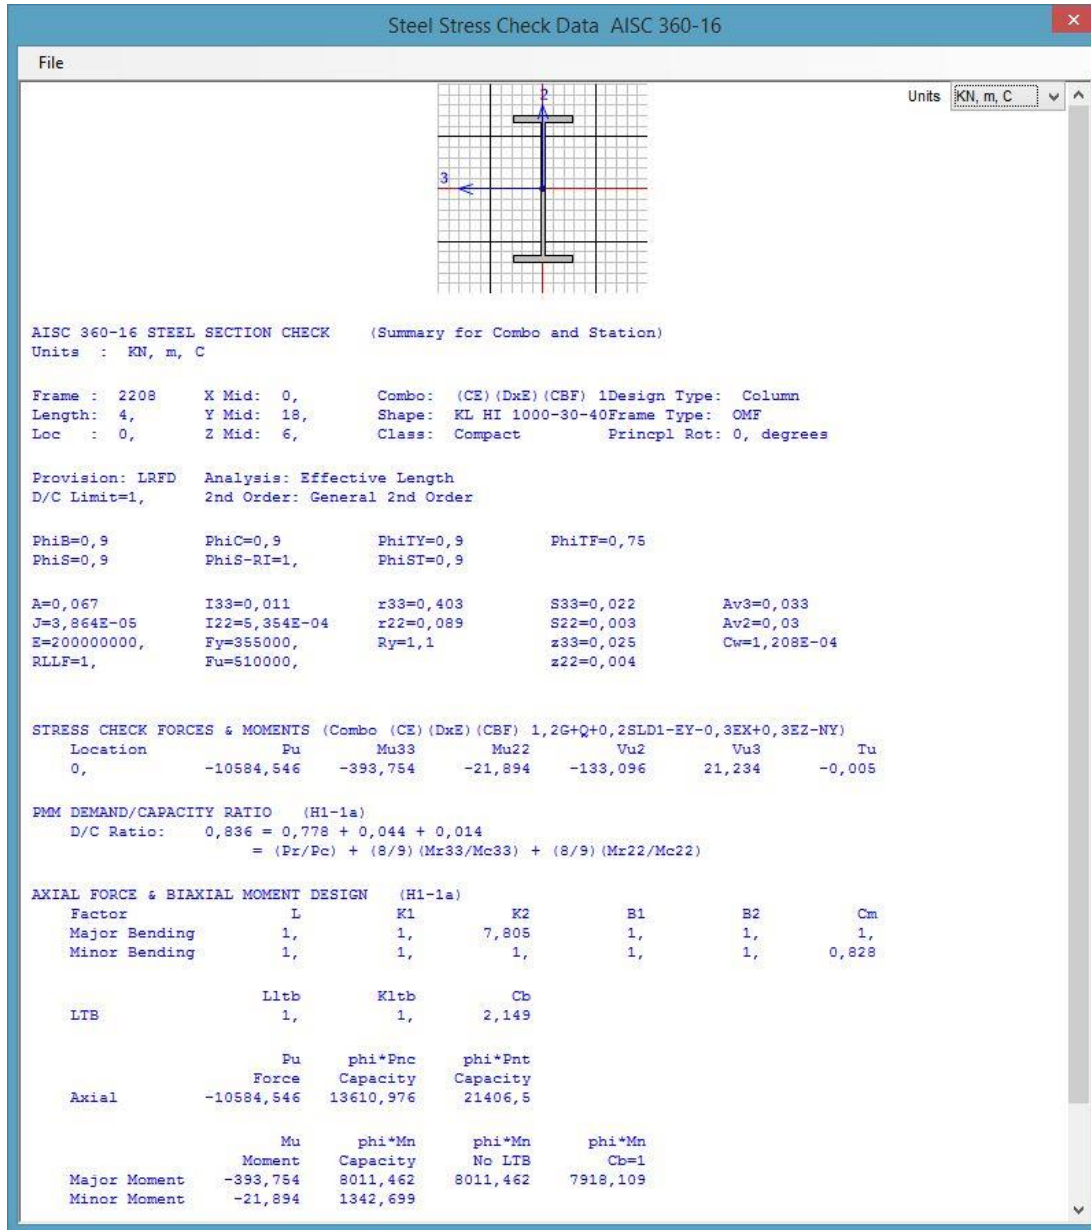 Steel Stress Check Data AISC 360-16
File
Units KN, m, C
2
3
AISC 360-16 STEEL SECTION CHECK (Summary for Combo and Station)
Units : KN, m, C
Frame : 2208 X Mid: 0, Combo: (CE)(DxE)(CBF) 1Design Type: Column
Length: 4, Y Mid: 18, Shape: KL HI 1000-30-40Frame Type: OMF
Loc : 0, Z Mid: 6, Class: Compact Princpl Rot: 0, degrees
Provision: LRFD Analysis: Effective Length
D/C Limit=1, 2nd Order: General 2nd Order
PhiB=0,9 PhiC=0,9 PhiTY=0,9 PhiTF=0,75
PhiS=0,9 PhiS-RI=1, PhiST=0,9
A=0,067 I33=0,011 r33=0,403 S33=0,022 Av3=0,033
J=3,864E-05 I22=5,354E-04 r22=0,089 S22=0,003 Av2=0,03
E=200000000, Fy=355000, Ry=1,1 z33=0,025 Cw=1,208E-04
RLLF=1, Fu=510000, z22=0,004
STRESS CHECK FORCES & MOMENTS (Combo (CE)(DxE)(CBF) 1,2G+Q+0,2SLD1-EY-0,3EX+0,3EZ-NY)
Location Pu Mu33 Mu22 Vu2 Vu3 Tu
0, -10584,546 -393,754 -21,894 -133,096 21,234 -0,005
PMM DEMAND/CAPACITY RATIO (H1-1a)
D/C Ratio: 0,836 = 0,778 + 0,044 + 0,014
= (Pr/Pc) + (8/9)(Mr33/Mc33) + (8/9)(Mr22/Mc22)
AXIAL FORCE & BIAXIAL MOMENT DESIGN (H1-1a)
Factor L K1 K2 B1 B2 Cm
Major Bending 1, 1, 7,805 1, 1, 1,
Minor Bending 1, 1, 1, 1, 1, 0,828
Lltb Kltb Cb
LTB 1, 1, 2,149
Pu phi*Pnc phi*Pnt
Force Capacity Capacity
Axial -10584,546 13610,976 21406,5
Mu phi*Mn phi*Mn phi*Mn
Moment Capacity No LTB Cb=1
Major Moment -393,754 8011,462 8011,462 7918,109
Minor Moment -21,894 1342,699